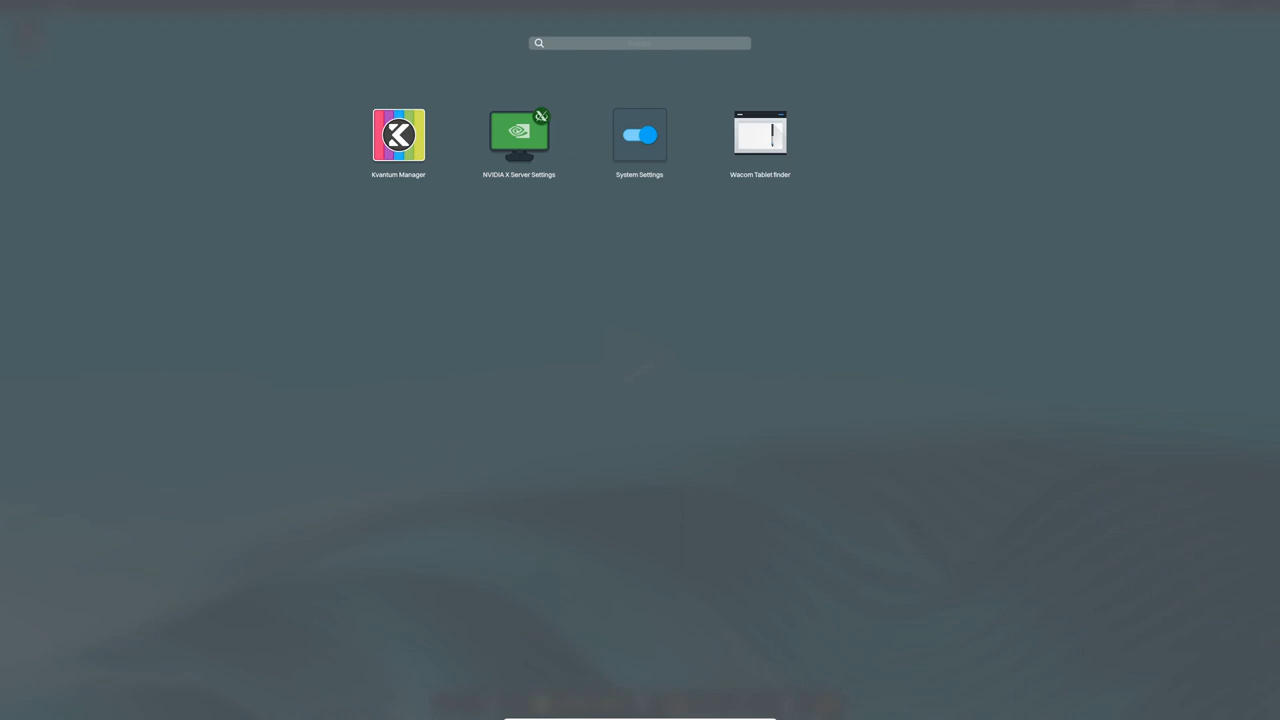 Kvantum Manager
NVIDIA X Server Settings
System Settings
Wacom Tablet finder